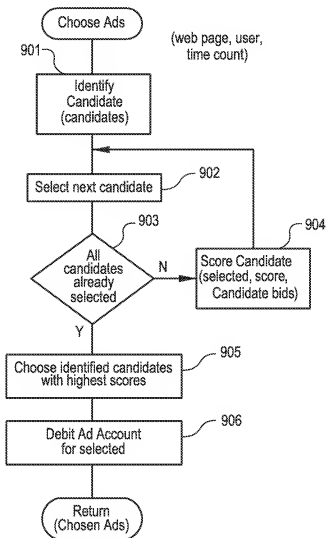 Choose Ads
(web page, user,
time count)
901
Identify
Candidate
(candidates)
Select next candidate
902
903
All
candidates
already
selected
N
Y
904
Score Candidate
(selected, score,
Candidate bids)
905
Choose identified candidates
with highest scores
906
Debit Ad Account
for selected
Return
(Chosen Ads)